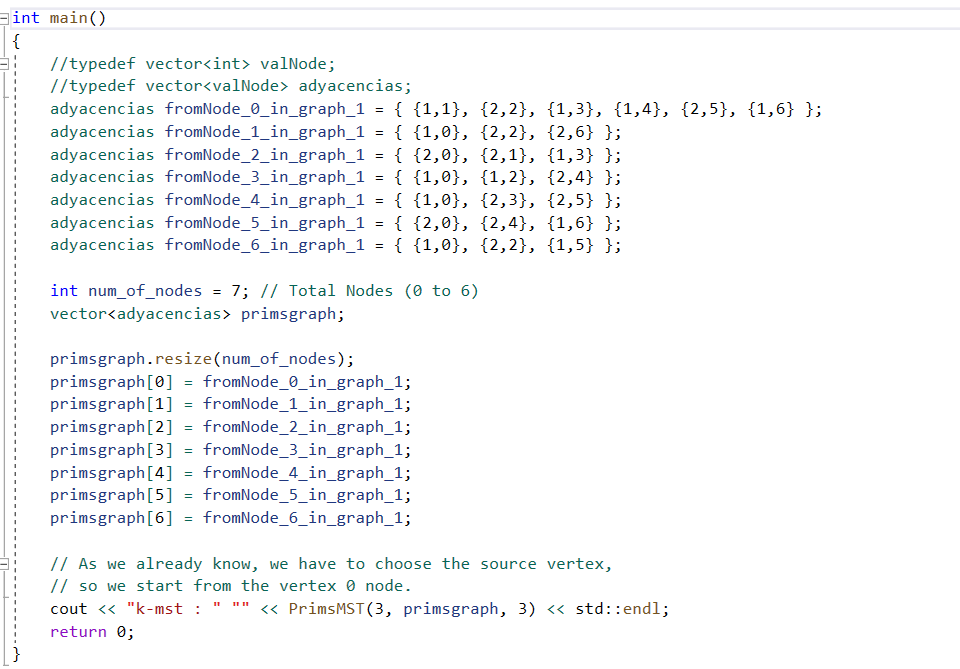 int main()
{
//typedef vector<int> valNode;
//typedef vector<valNode> adyacencias;
adyacencias fromNode_0_in_graph_1 = { {1,1}, {2,2}, {1,3}, {1,4}, {2,5}, {1,6} };
adyacencias fromNode_1_in_graph_1 = { {1,0}, {2,2}, {2,6} };
adyacencias fromNode_2_in_graph_1 = { {2,0}, {2,1}, {1,3} };
adyacencias fromNode_3_in_graph_1 = { {1,0}, {1,2}, {2,4} };
adyacencias fromNode_4_in_graph_1 = { {1,0}, {2,3}, {2,5} };
adyacencias fromNode_5_in_graph_1 = { {2,0}, {2,4}, {1,6} };
adyacencias fromNode_6_in_graph_1 = { {1,0}, {2,2}, {1,5} };
int num_of_nodes = 7; // Total Nodes (0 to 6)
vector<adyacencias> primsgraph;
primsgraph.resize(num_of_nodes);
primsgraph[0] = fromNode_0_in_graph_1;
primsgraph[1] = fromNode_1_in_graph_1;
primsgraph[2] = fromNode_2_in_graph_1;
primsgraph[3] = fromNode_3_in_graph_1;
primsgraph[4] = fromNode_4_in_graph_1;
primsgraph[5] = fromNode_5_in_graph_1;
primsgraph[6] = fromNode_6_in_graph_1;
// As we already know, we have to choose the source vertex,
// so we start from the vertex 0 node.
cout << "k-mst : " "" << PrimsMST(3, primsgraph, 3) << std::endl;
return 0;
}